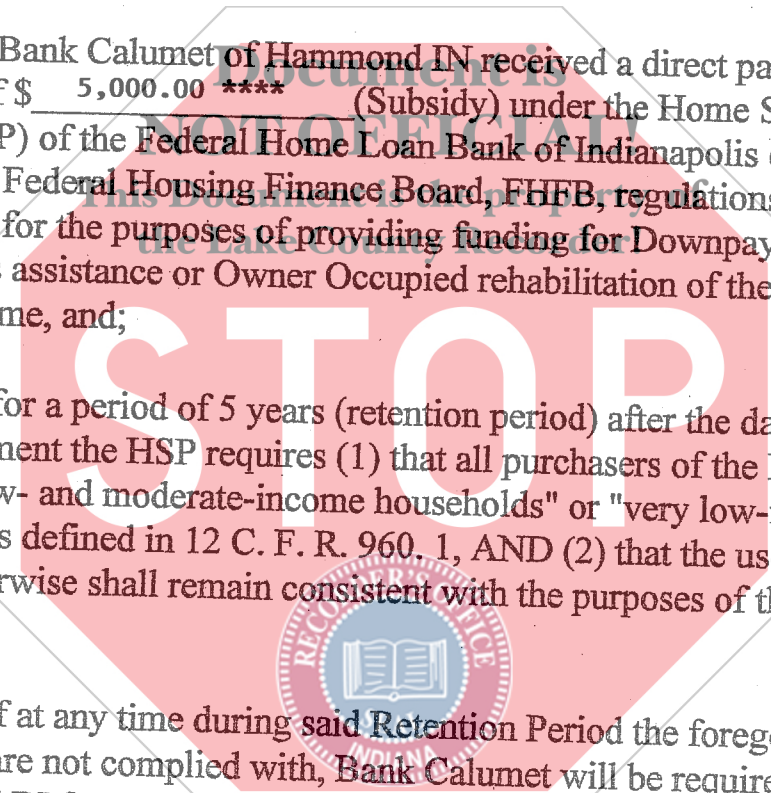 Bank Calumet of Hammond IN received a direct pa
f $ 5,000.00 **** (Subsidy) under the Home S
P) of the Federal Home Loan Bank of Indianapolis
Federal Housing Finance Board, FHFB, regulations
for the purposes of providing funding for Downpay
assistance or Owner Occupied rehabilitation of the
me, and;
for a period of 5 years (retention period) after the da
ment the HSP requires (1) that all purchasers of the
w- and moderate-income households" or "very low-
s defined in 12 C. F. R. 960. 1, AND (2) that the us
rwise shall remain consistent with the purposes of th
f at any time during said Retention Period the foreg
are not complied with, Bank Calumet will be require
Document is
NOT OFFICIAL!
This Document is the property of
the Lake County Recorder!
STOP
RECORDER'S OFFICE
SEAL
INDIANA